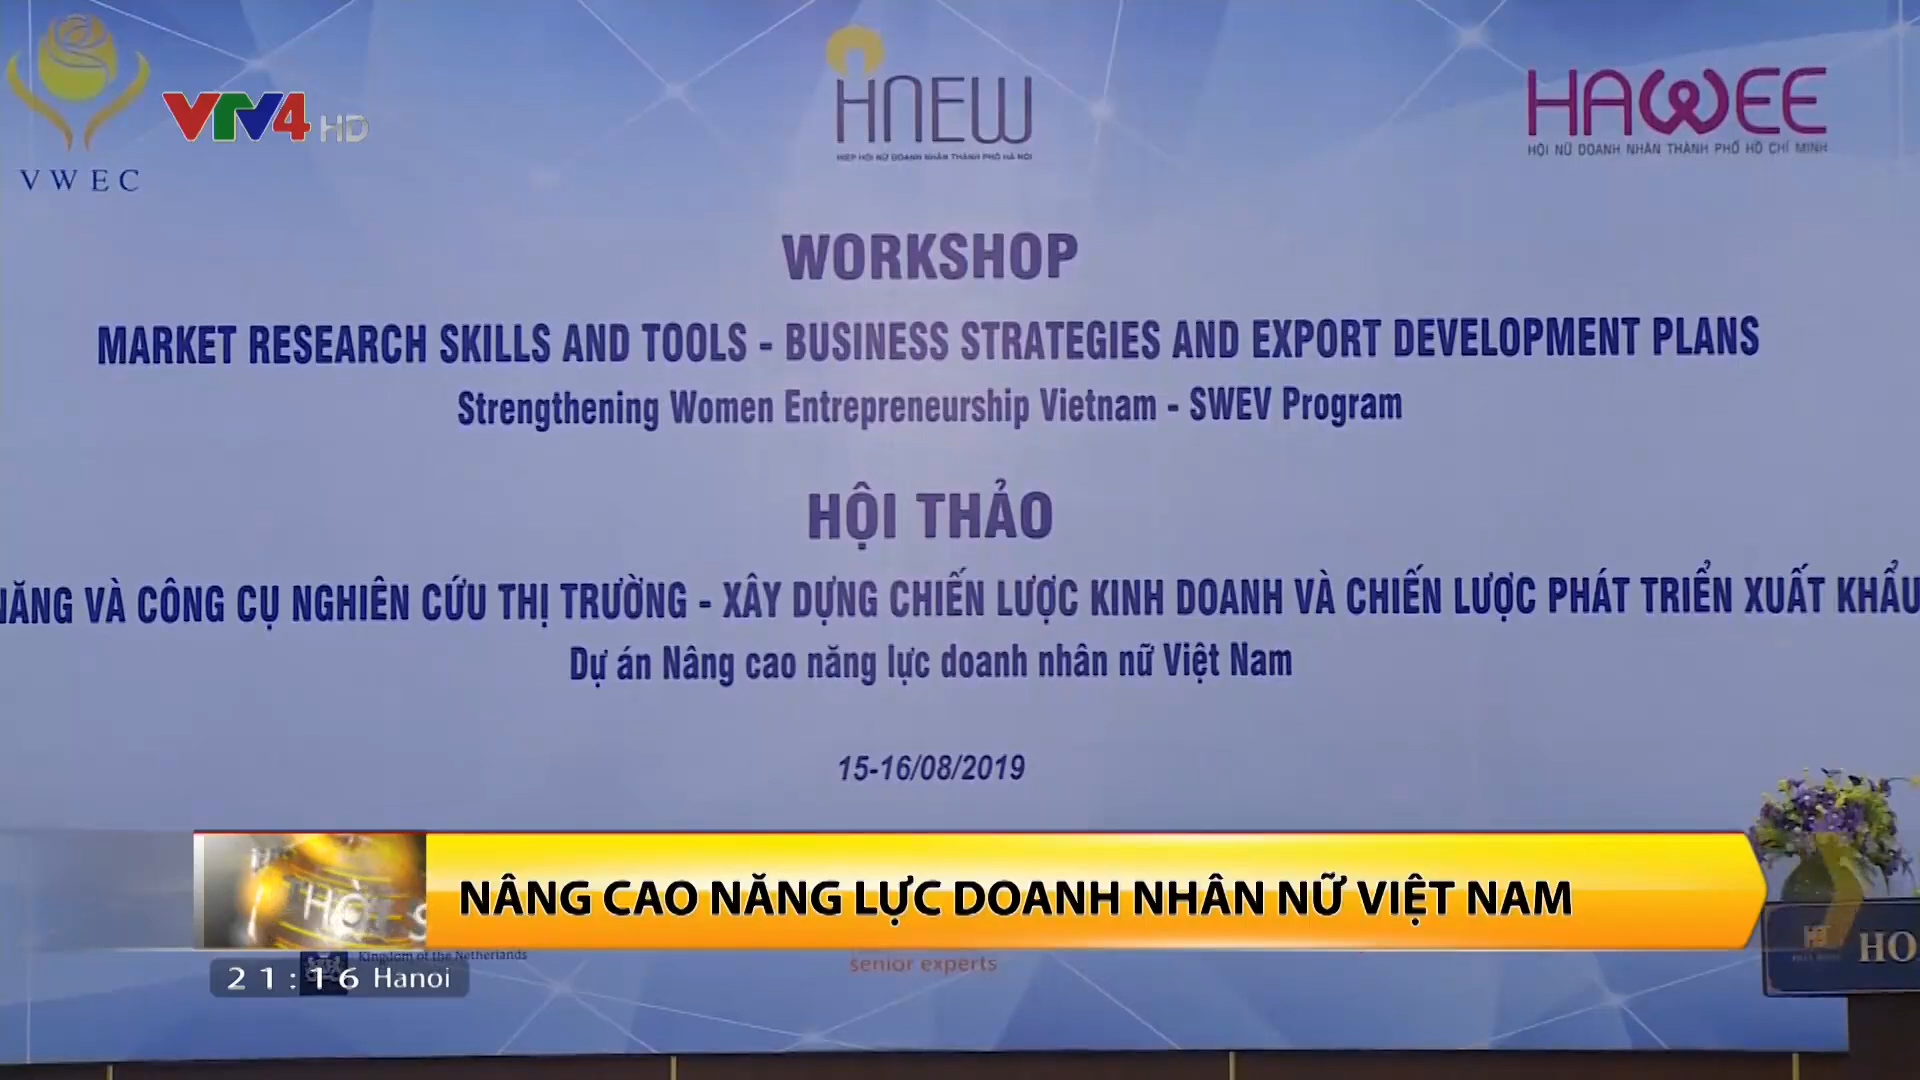 VTV4 HD
VWEC
HNEW
HIỆP HỘI NỮ DOANH NHÂN THÀNH PHỐ HÀ NỘI
HAWEE
HỘI NỮ DOANH NHÂN THÀNH PHỐ HỒ CHÍ MINH
WORKSHOP
MARKET RESEARCH SKILLS AND TOOLS - BUSINESS STRATEGIES AND EXPORT DEVELOPMENT PLANS
Strengthening Women Entrepreneurship Vietnam - SWEV Program
HỘI THẢO
NĂNG VÀ CÔNG CỤ NGHIÊN CỨU THỊ TRƯỜNG - XÂY DỰNG CHIẾN LƯỢC KINH DOANH VÀ CHIẾN LƯỢC PHÁT TRIỂN XUẤT KHẨU
Dự án Nâng cao năng lực doanh nhân nữ Việt Nam
15-16/08/2019
THỜI S
NÂNG CAO NĂNG LỰC DOANH NHÂN NỮ VIỆT NAM
Kingdom of the Netherlands
senior experts
HO
21:16 Hanoi